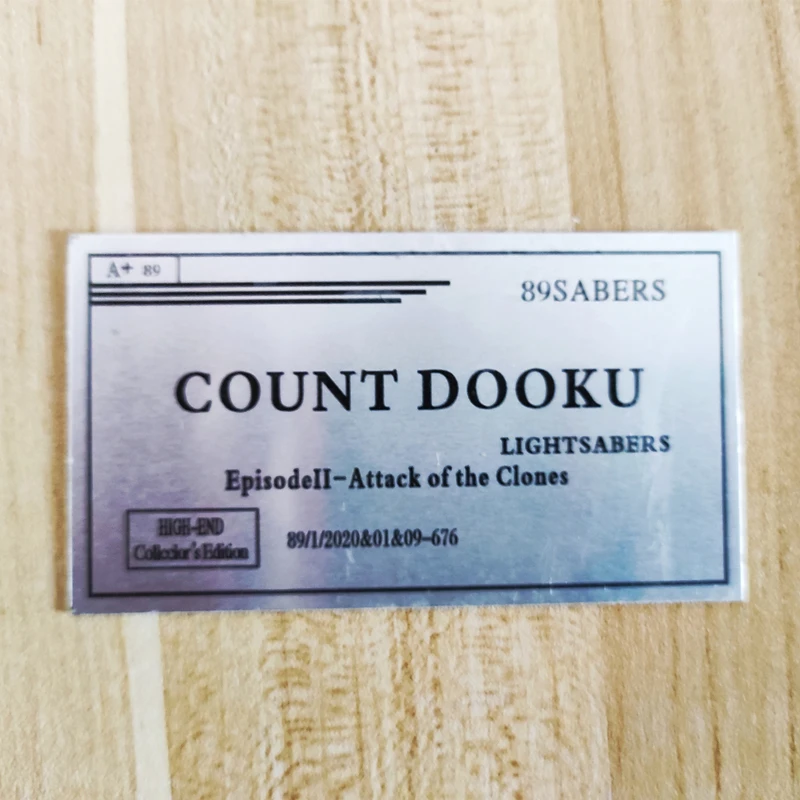 A+ 89
89SABERS
COUNT DOOKU
LIGHTSABERS
EpisodeII-Attack of the Clones
HIGH-END
Collector's Edition
89/1/2020&01&09-676